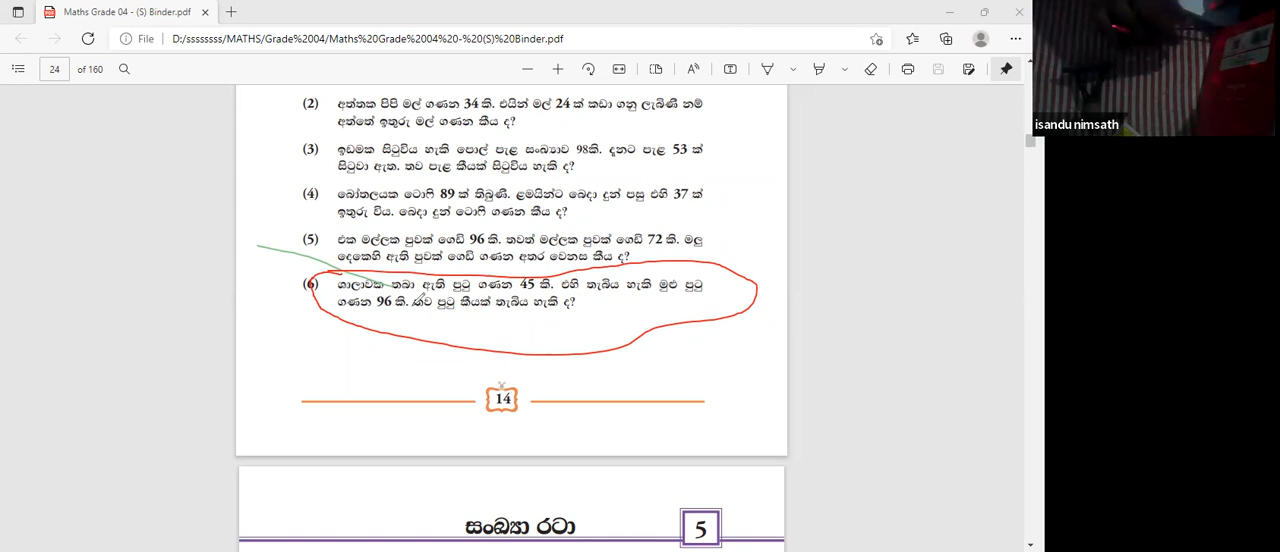 Maths Grade 04 - (S) Binder.pdf
File D:/ssssssss/MATHS/Grade%2004/Maths%20Grade%2004%20-%20(S)%20Binder.pdf
24 of 160
isandu nimsath
(2) අත්තක පිපි මල් ගණන 34 කි. එයින් මල් 24 ක් කඩා ගනු ලැබිණි නම්
අත්තේ ඉතුරු මල් ගණන කීය ද?
(3) ඉඩමක සිටුවිය හැකි පොල් පැළ සංඛ්‍යාව 98කි. දැනට පැළ 53 ක්
සිටුවා ඇත. තව පැළ කීයක් සිටුවිය හැකි ද?
(4) බෝතලයක ටොෆි 89 ක් තිබුණි. ළමයින්ට බෙදා දුන් පසු එහි 37 ක්
ඉතුරු විය. බෙදා දුන් ටොෆි ගණන කීය ද?
(5) එක මල්ලක පුවක් ගෙඩි 96 කි. තවත් මල්ලක පුවක් ගෙඩි 72 කි. මලු
දෙකෙහි ඇති පුවක් ගෙඩි ගණන අතර වෙනස කීය ද?
(6) ශාලාවක තබා ඇති පුටු ගණන 45 කි. එහි තැබිය හැකි මුළු පුටු
ගණන 96 කි. තව පුටු කීයක් තැබිය හැකි ද?
14
සංඛ්‍යා රටා 5